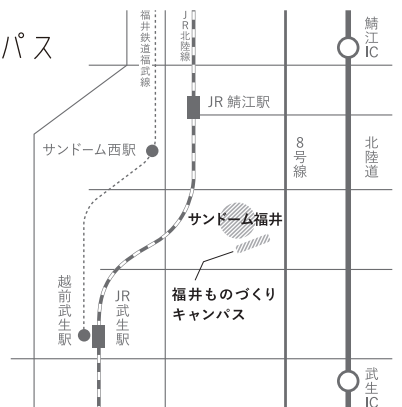 パス
福井鉄道福武線
JR北陸線
鯖江IC
JR 鯖江駅
サンドーム西駅
8号線
北陸道
サンドーム福井
福井ものづくり
キャンパス
越前武生駅
JR武生駅
武生IC